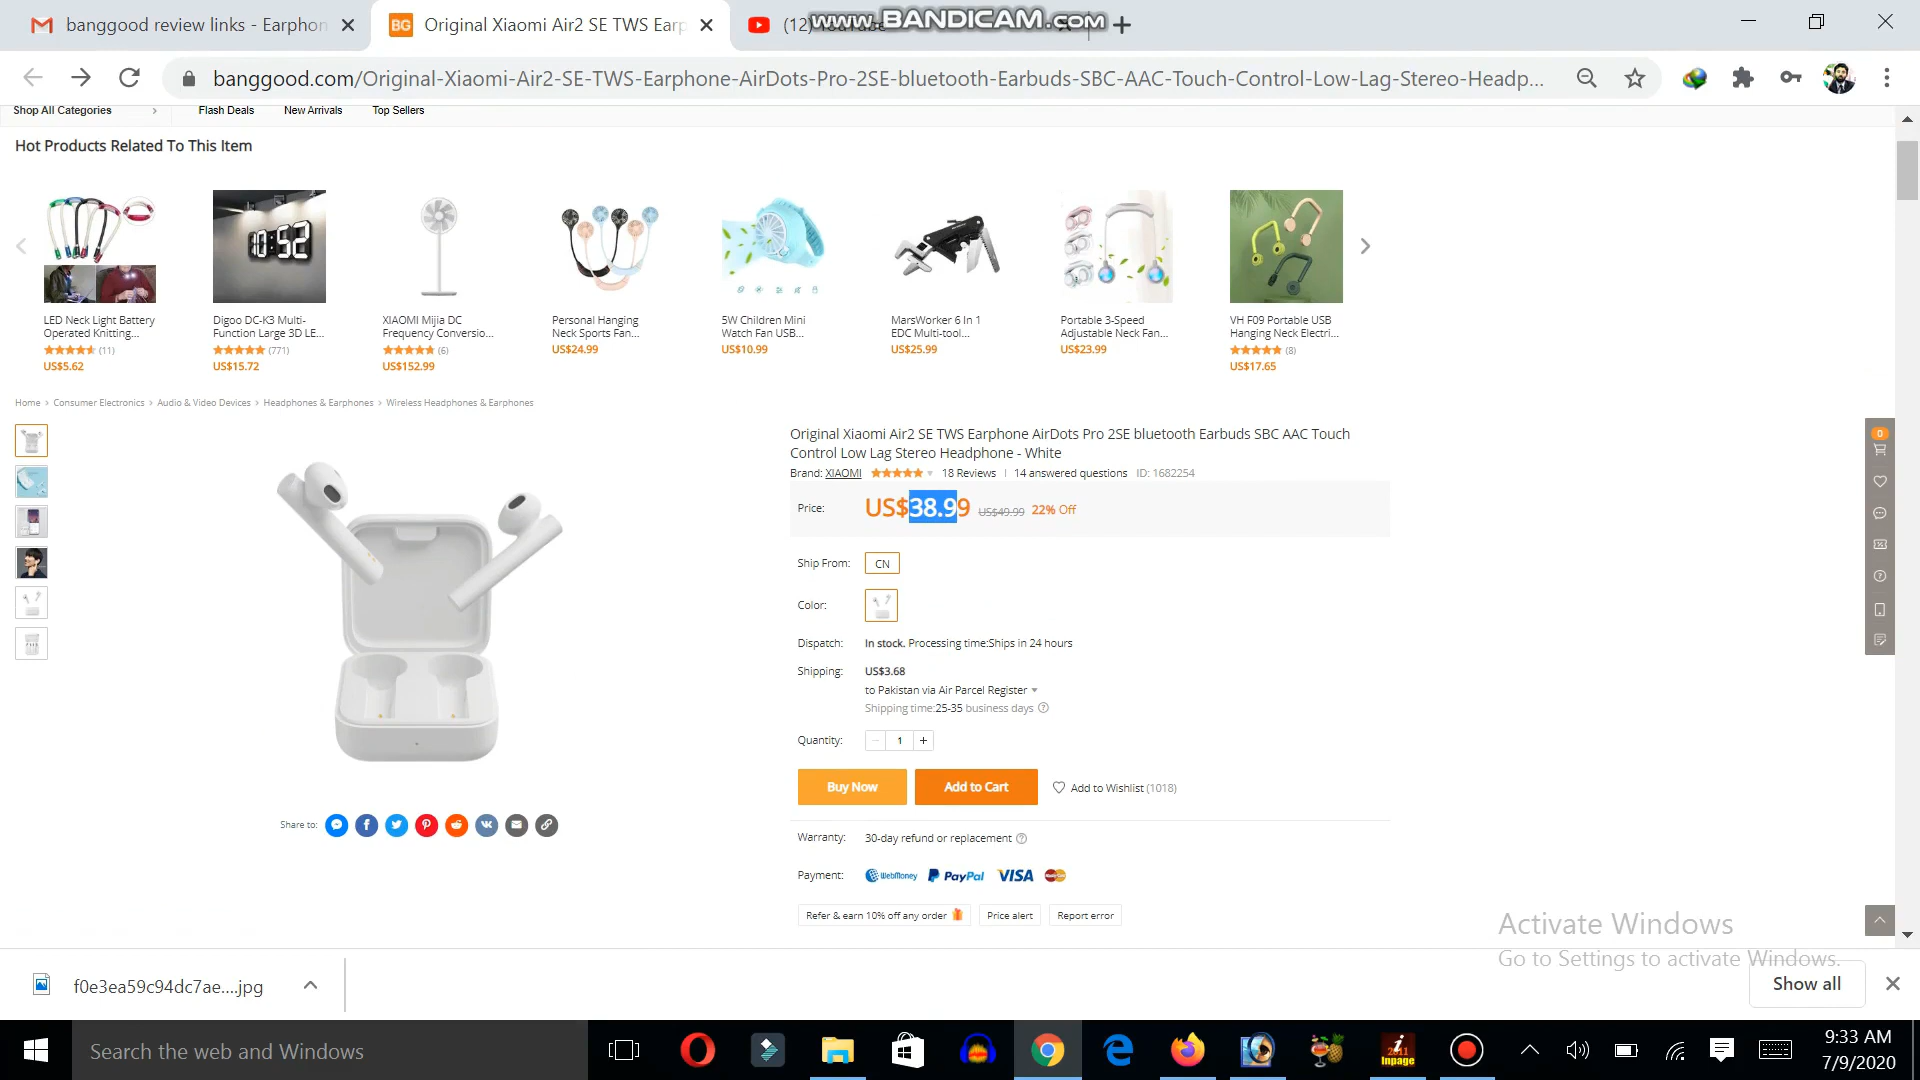 banggood review links - Earphon
BG Original Xiaomi Air2 SE TWS Earp
(12)
www.BANDICAM.com
banggood.com/Original-Xiaomi-Air2-SE-TWS-Earphone-AirDots-Pro-2SE-bluetooth-Earbuds-SBC-AAC-Touch-Control-Low-Lag-Stereo-Headp...
Shop All Categories > Flash Deals New Arrivals Top Sellers
Hot Products Related To This Item
10:52
LED Neck Light Battery
Operated Knitting...
(11)
US$5.62
Digoo DC-K3 Multi-
Function Large 3D LE...
(771)
US$15.72
XIAOMI Mijia DC
Frequency Conversio...
(6)
US$152.99
Personal Hanging
Neck Sports Fan...
US$24.99
5W Children Mini
Watch Fan USB...
US$10.99
MarsWorker 6 In 1
EDC Multi-tool...
US$25.99
Portable 3-Speed
Adjustable Neck Fan...
US$23.99
VH F09 Portable USB
Hanging Neck Electri...
(8)
US$17.65
Home > Consumer Electronics > Audio & Video Devices > Headphones & Earphones > Wireless Headphones & Earphones
Original Xiaomi Air2 SE TWS Earphone AirDots Pro 2SE bluetooth Earbuds SBC AAC Touch
Control Low Lag Stereo Headphone - White
Brand: XIAOMI 18 Reviews | 14 answered questions ID: 1682254
Price: US$38.99 US$49.99 22% Off
Ship From: CN
Color:
Dispatch: In stock. Processing time:Ships in 24 hours
Shipping: US$3.68
to Pakistan via Air Parcel Register
Shipping time:25-35 business days
Quantity: - 1 +
Buy Now Add to Cart Add to Wishlist (1018)
Share to:
Warranty: 30-day refund or replacement
Payment: WebMoney PayPal VISA
Refer & earn 10% off any order Price alert Report error
0
Activate Windows
Go to Settings to activate Windows.
f0e3ea59c94dc7ae....jpg
Show all
Search the web and Windows
2011
Inpage
9:33 AM
7/9/2020